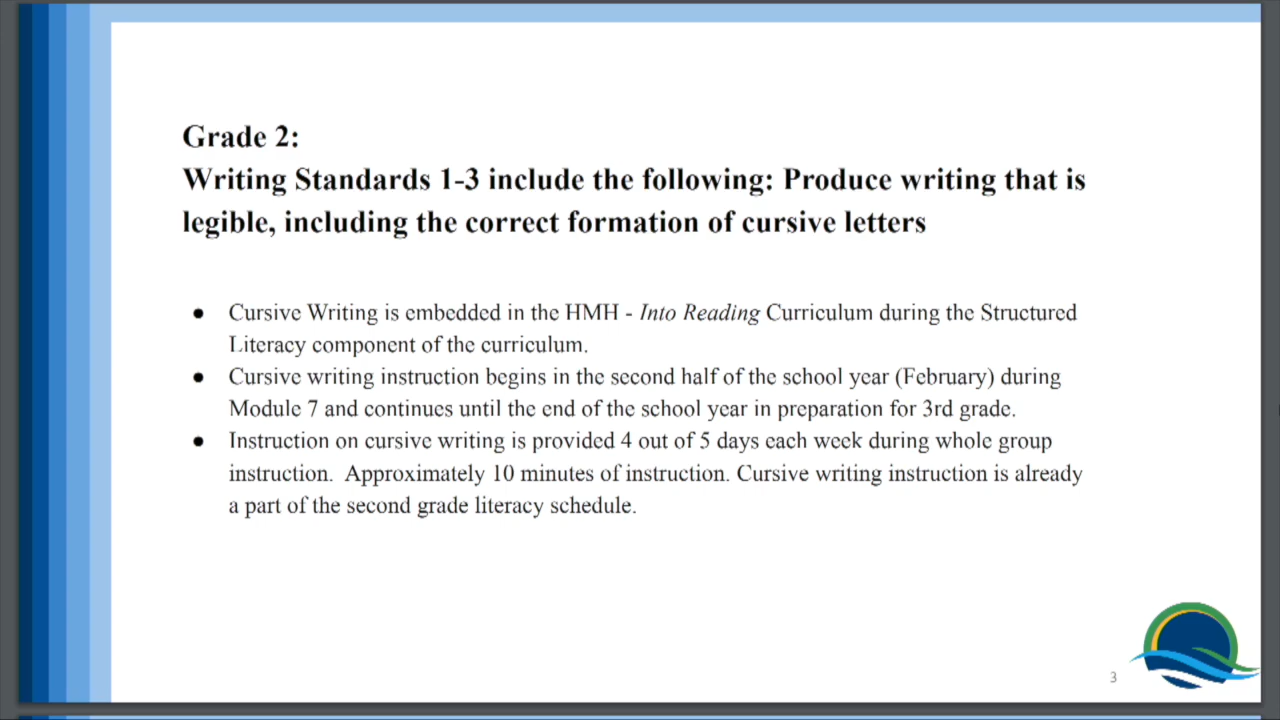 Grade 2:
Writing Standards 1-3 include the following: Produce writing that is
legible, including the correct formation of cursive letters
● Cursive Writing is embedded in the HMH - Into Reading Curriculum during the Structured
Literacy component of the curriculum.
● Cursive writing instruction begins in the second half of the school year (February) during
Module 7 and continues until the end of the school year in preparation for 3rd grade.
● Instruction on cursive writing is provided 4 out of 5 days each week during whole group
instruction.  Approximately 10 minutes of instruction. Cursive writing instruction is already
a part of the second grade literacy schedule.
3